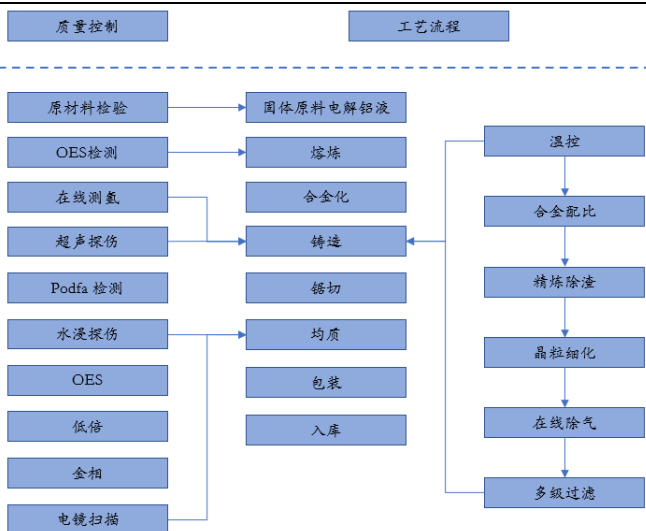 质量控制
工艺流程
原材料检验
固体原料电解铝液
OES检测
熔炼
温控
在线测氢
合金化
合金配比
超声探伤
铸造
精炼除渣
Podfa 检测
锯切
水浸探伤
均质
晶粒细化
OES
包装
在线除气
低倍
入库
金相
多级过滤
电镜扫描